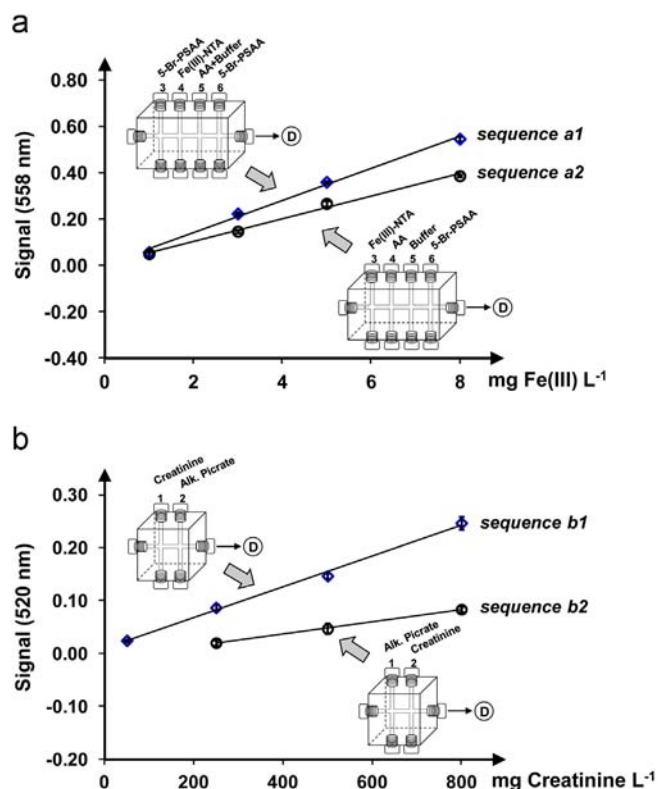 a
5-Br-PSAA
Fe(III)-NTA
AA+Buffer
5-Br-PSAA
3 4 5 6
D
0.80
0.60
0.40
0.20
0.00
-0.20
-0.40
Signal (558 nm)
sequence a1
sequence a2
Fe(III)-NTA
AA
Buffer
5-Br-PSAA
3 4 5 6
D
0 2 4 6 8 mg Fe(III) L-1
b
Creatinine
Alk. Picrate
1 2
D
0.30
0.20
0.10
0.00
-0.10
-0.20
Signal (520 nm)
sequence b1
sequence b2
Alk. Picrate
Creatinine
1 2
D
0 200 400 600 800 mg Creatinine L-1